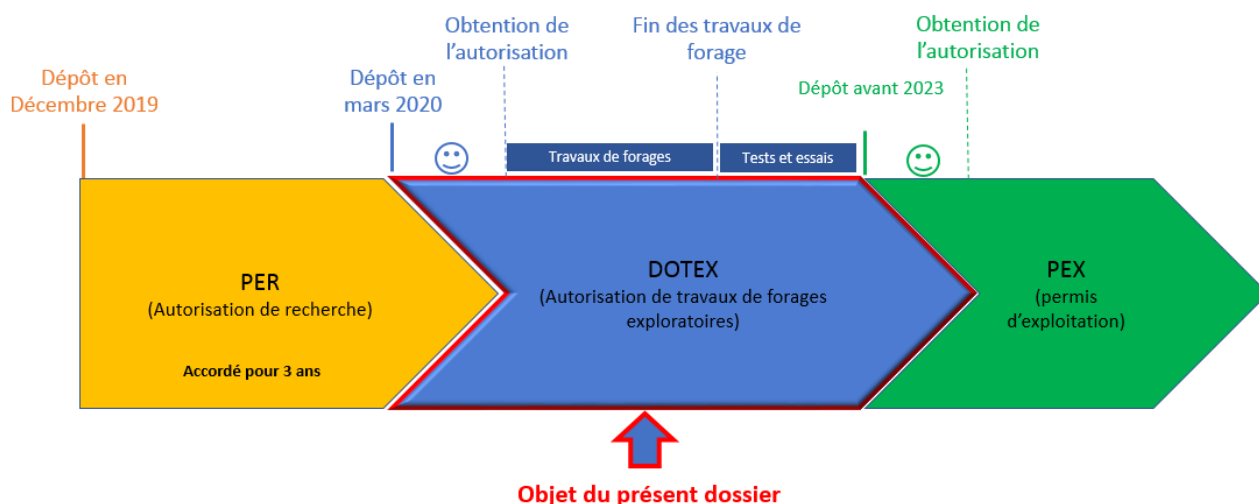 Dépôt en
Décembre 2019
Dépôt en
mars 2020
Obtention de
l'autorisation
Fin des travaux de
forage
Dépôt avant 2023
Obtention de
l'autorisation
Travaux de forages
Tests et essais
PER
(Autorisation de recherche)
Accordé pour 3 ans
DOTEX
(Autorisation de travaux de forages
exploratoires)
PEX
(permis
d'exploitation)
Objet du présent dossier